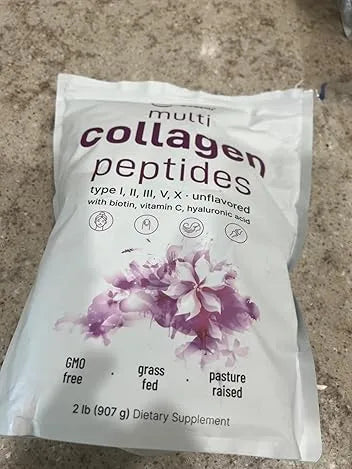 multi
collagen
peptides
type I, II, III, V, X · unflavored
with biotin, vitamin C, hyaluronic acid
GMO free · grass fed · pasture raised
2 lb (907 g) Dietary Supplement